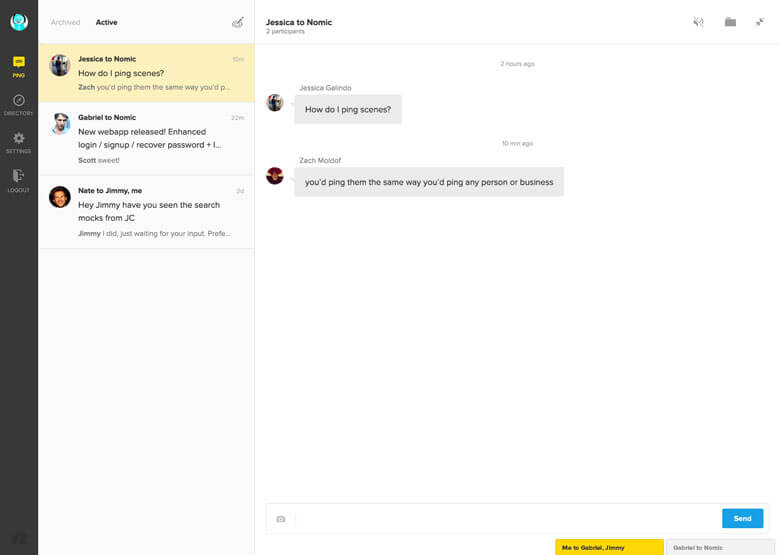 Archived Active
PING
DIRECTORY
SETTINGS
LOGOUT
Jessica to Nomic 10m
How do I ping scenes?
Zach you'd ping them the same way you'd p...
Gabriel to Nomic 22m
New webapp released! Enhanced
login / signup / recover password + I...
Scott sweet!
Nate to Jimmy, me 2d
Hey Jimmy have you seen the search
mocks from JC
Jimmy I did, just waiting for your input. Prefe...
Jessica to Nomic
2 participants
2 hours ago
Jessica Galindo
How do I ping scenes?
10 min ago
Zach Moldof
you'd ping them the same way you'd ping any person or business
Send
Me to Gabriel, Jimmy
Gabriel to Nomic